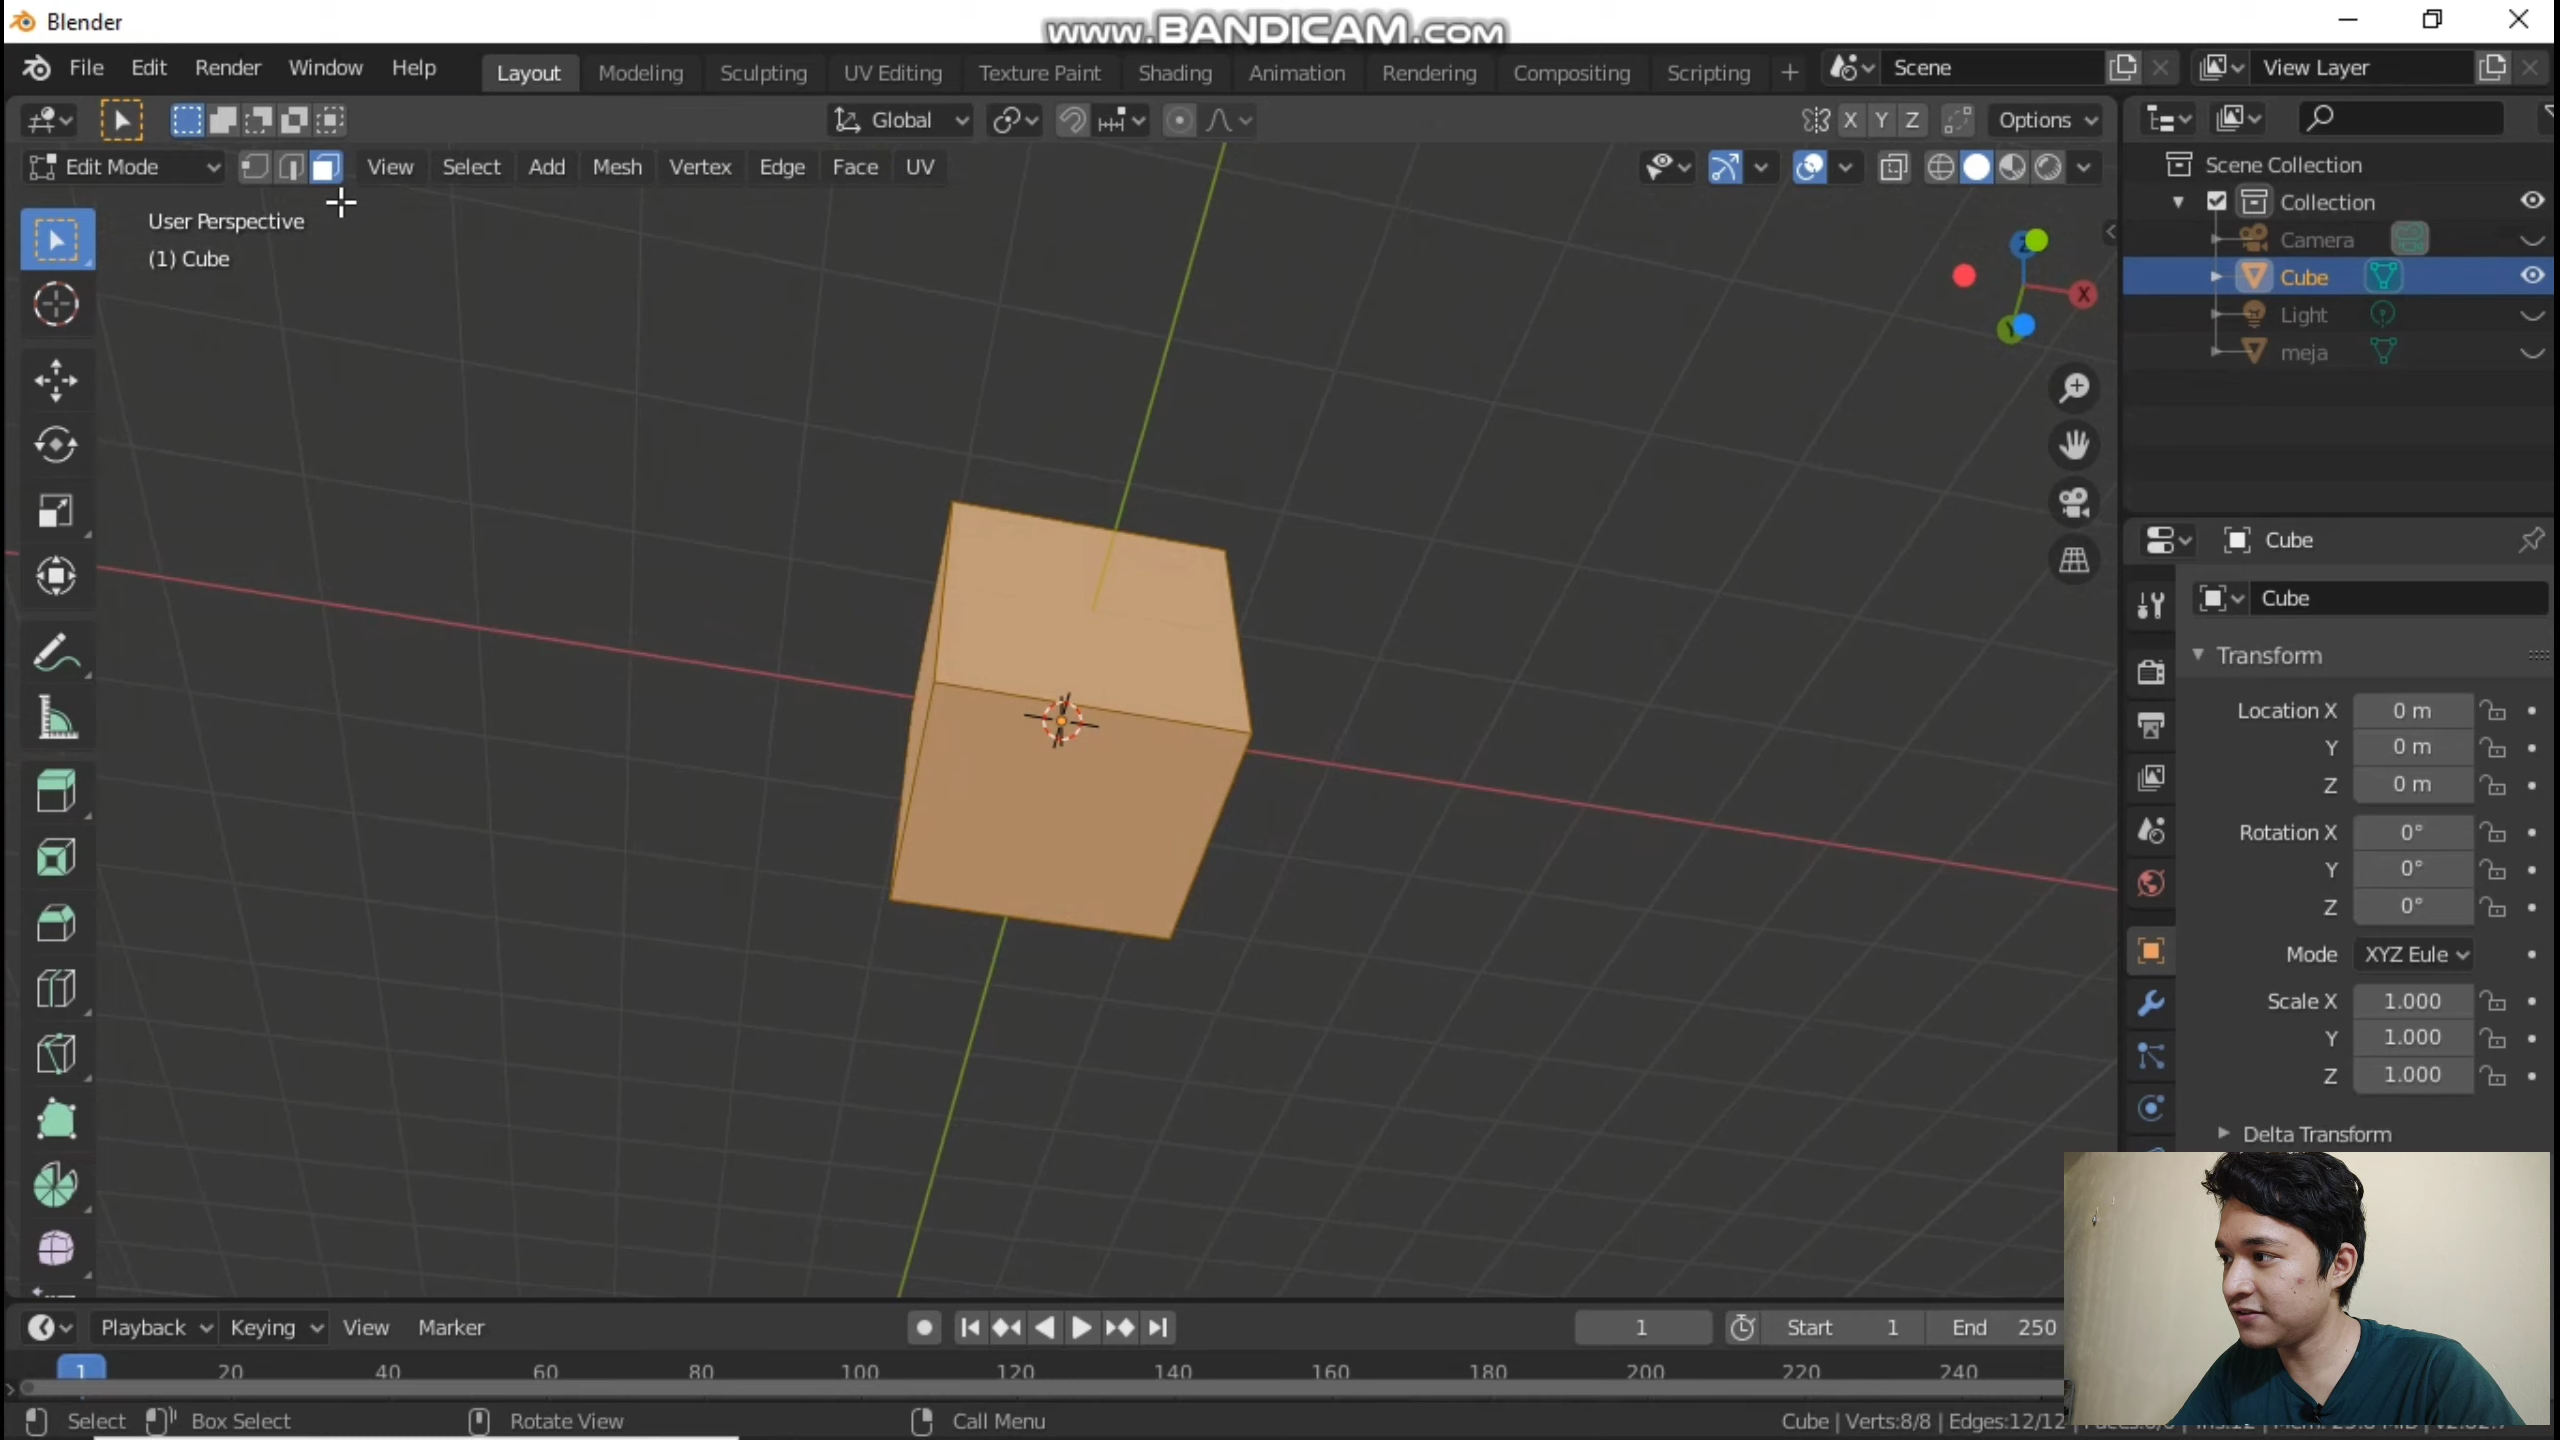 Blender
www.BANDICAM.com
File Edit Render Window Help Layout Modeling Sculpting UV Editing Texture Paint Shading Animation Rendering Compositing Scripting + Scene View Layer
Global X Y Z Options
Edit Mode View Select Add Mesh Vertex Edge Face UV
User Perspective
(1) Cube
Z
X
Y
Scene Collection
Collection
Camera
Cube
Light
meja
Cube
Cube
Transform
Location X 0 m
Y 0 m
Z 0 m
Rotation X 0°
Y 0°
Z 0°
Mode XYZ Eule
Scale X 1.000
Y 1.000
Z 1.000
Delta Transform
Playback Keying View Marker 1 Start 1 End 250
1 20 40 60 80 100 120 140 160 180 200 220 240
Select Box Select Rotate View Call Menu Cube | Verts:8/8 | Edges:12/12